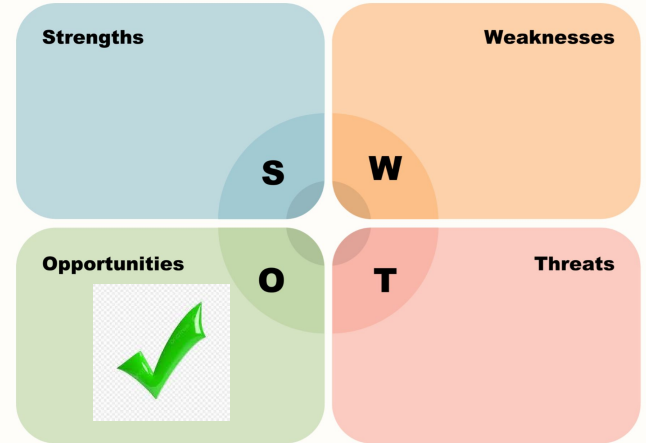 Strengths
Weaknesses
S
W
Opportunities
O
T
Threats